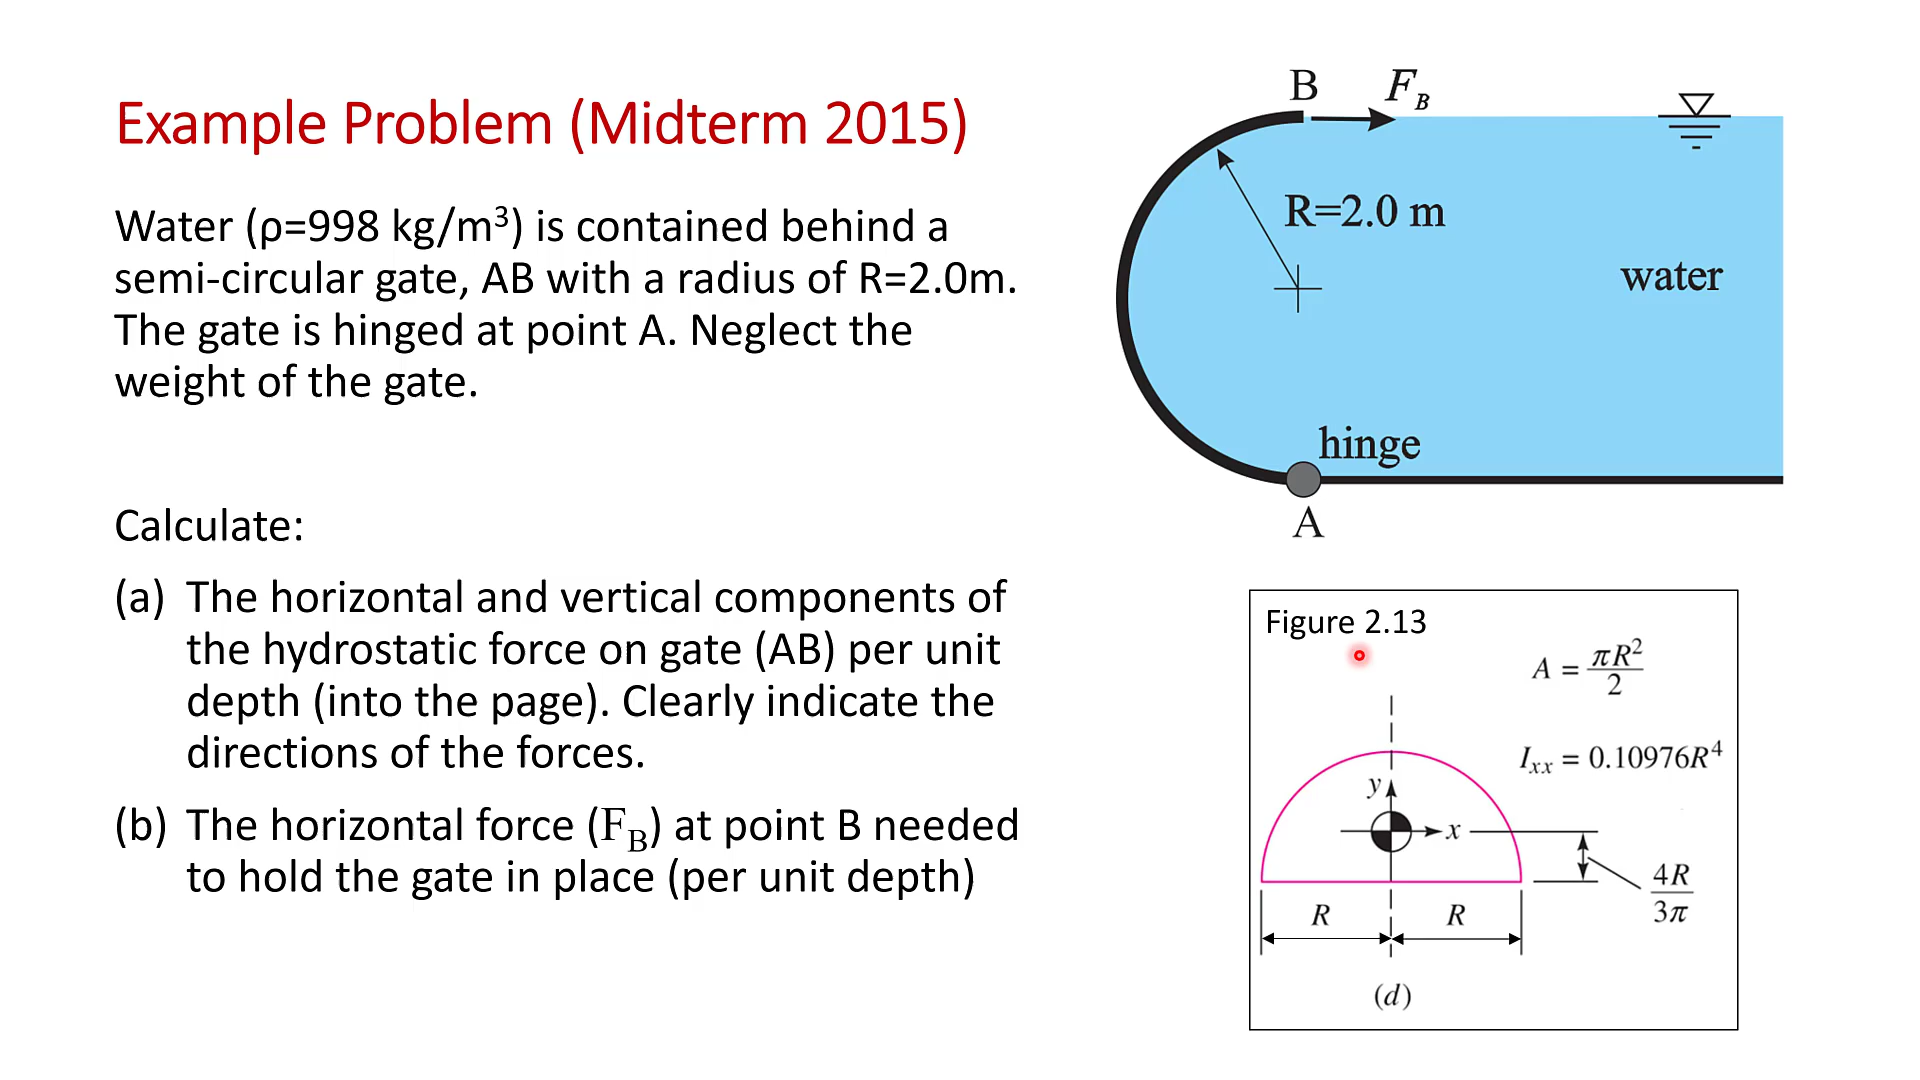 Example Problem (Midterm 2015)
Water (ρ=998 kg/m³) is contained behind a
semi-circular gate, AB with a radius of R=2.0m.
The gate is hinged at point A. Neglect the
weight of the gate.
Calculate:
(a) The horizontal and vertical components of
the hydrostatic force on gate (AB) per unit
depth (into the page). Clearly indicate the
directions of the forces.
(b) The horizontal force (F_B) at point B needed
to hold the gate in place (per unit depth)
B
F_B
R=2.0 m
water
hinge
A
Figure 2.13
A = πR²/2
I_xx = 0.10976R⁴
y
x
4R/3π
R
R
(d)